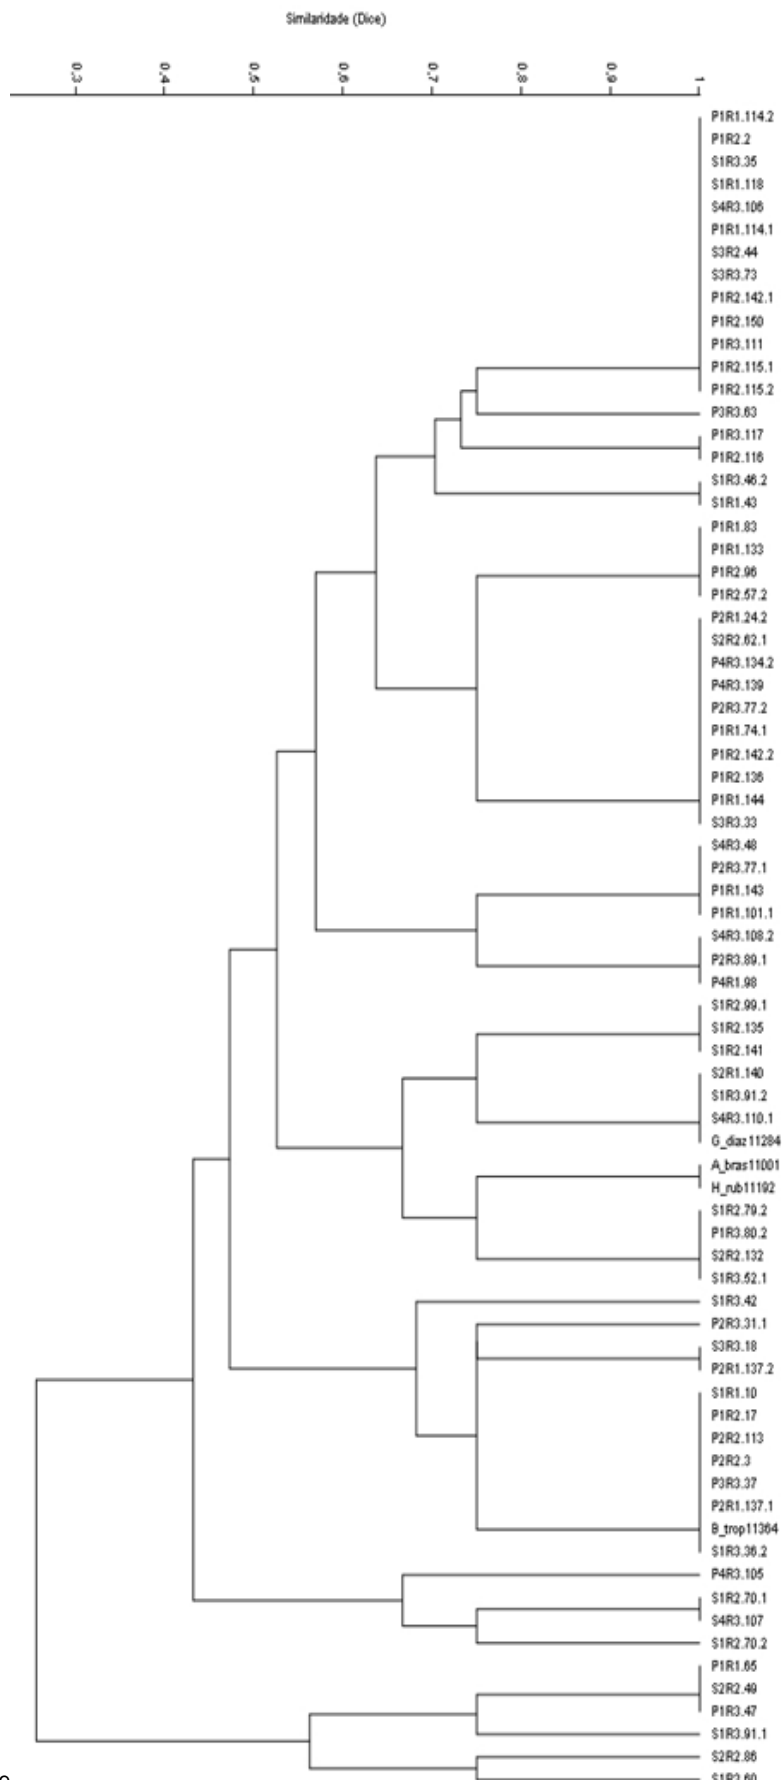 Similaridade (Dice)
0.3 0.4 0.5 0.6 0.7 0.8 0.9 1
P1R1.114.2
P1R2.2
S1R3.35
S1R1.118
S4R3.106
P1R1.114.1
S3R2.44
S3R3.73
P1R2.142.1
P1R2.150
P1R3.111
P1R2.115.1
P1R2.115.2
P3R3.63
P1R3.117
P1R2.116
S1R3.46.2
S1R1.43
P1R1.83
P1R1.133
P1R2.96
P1R2.57.2
P2R1.24.2
S2R2.62.1
P4R3.134.2
P4R3.139
P2R3.77.2
P1R1.74.1
P1R2.142.2
P1R2.136
P1R1.144
S3R3.33
S4R3.48
P2R3.77.1
P1R1.143
P1R1.101.1
S4R3.108.2
P2R3.89.1
P4R1.98
S1R2.99.1
S1R2.135
S1R2.141
S2R1.140
S1R3.91.2
S4R3.110.1
G_diaz11284
A_bras11001
H_rub11192
S1R2.79.2
P1R3.80.2
S2R2.132
S1R3.52.1
S1R3.42
P2R3.31.1
S3R3.18
P2R1.137.2
S1R1.10
P1R2.17
P2R2.113
P2R2.3
P3R3.37
P2R1.137.1
B_trop11364
S1R3.36.2
P4R3.105
S1R2.70.1
S4R3.107
S1R2.70.2
P1R1.65
S2R2.49
P1R3.47
S1R3.91.1
S2R2.86